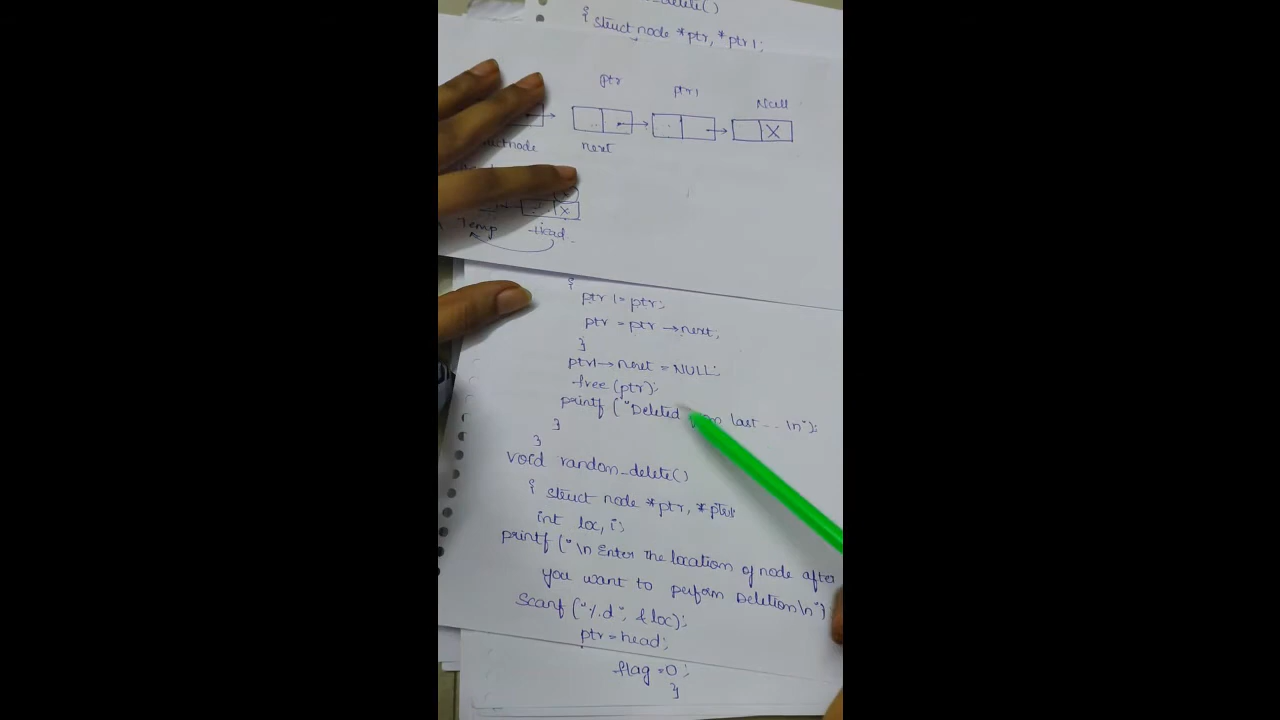 _delete()
{ struct node *ptr, *ptr1;
ptr ptr1 Null
X
next
X
Temp Head
{
ptr1 = ptr;
ptr = ptr →next;
}
ptr1→next = NULL;
free (ptr);
printf ("Deleted from last .. \n");
}
}
void random_delete()
{ struct node *ptr, *ptr1
int loc, i;
printf ("\n Enter the location of node after
you want to perform Deletion\n")
Scanf ("%d", &loc);
ptr = head;
flag = 0;
}